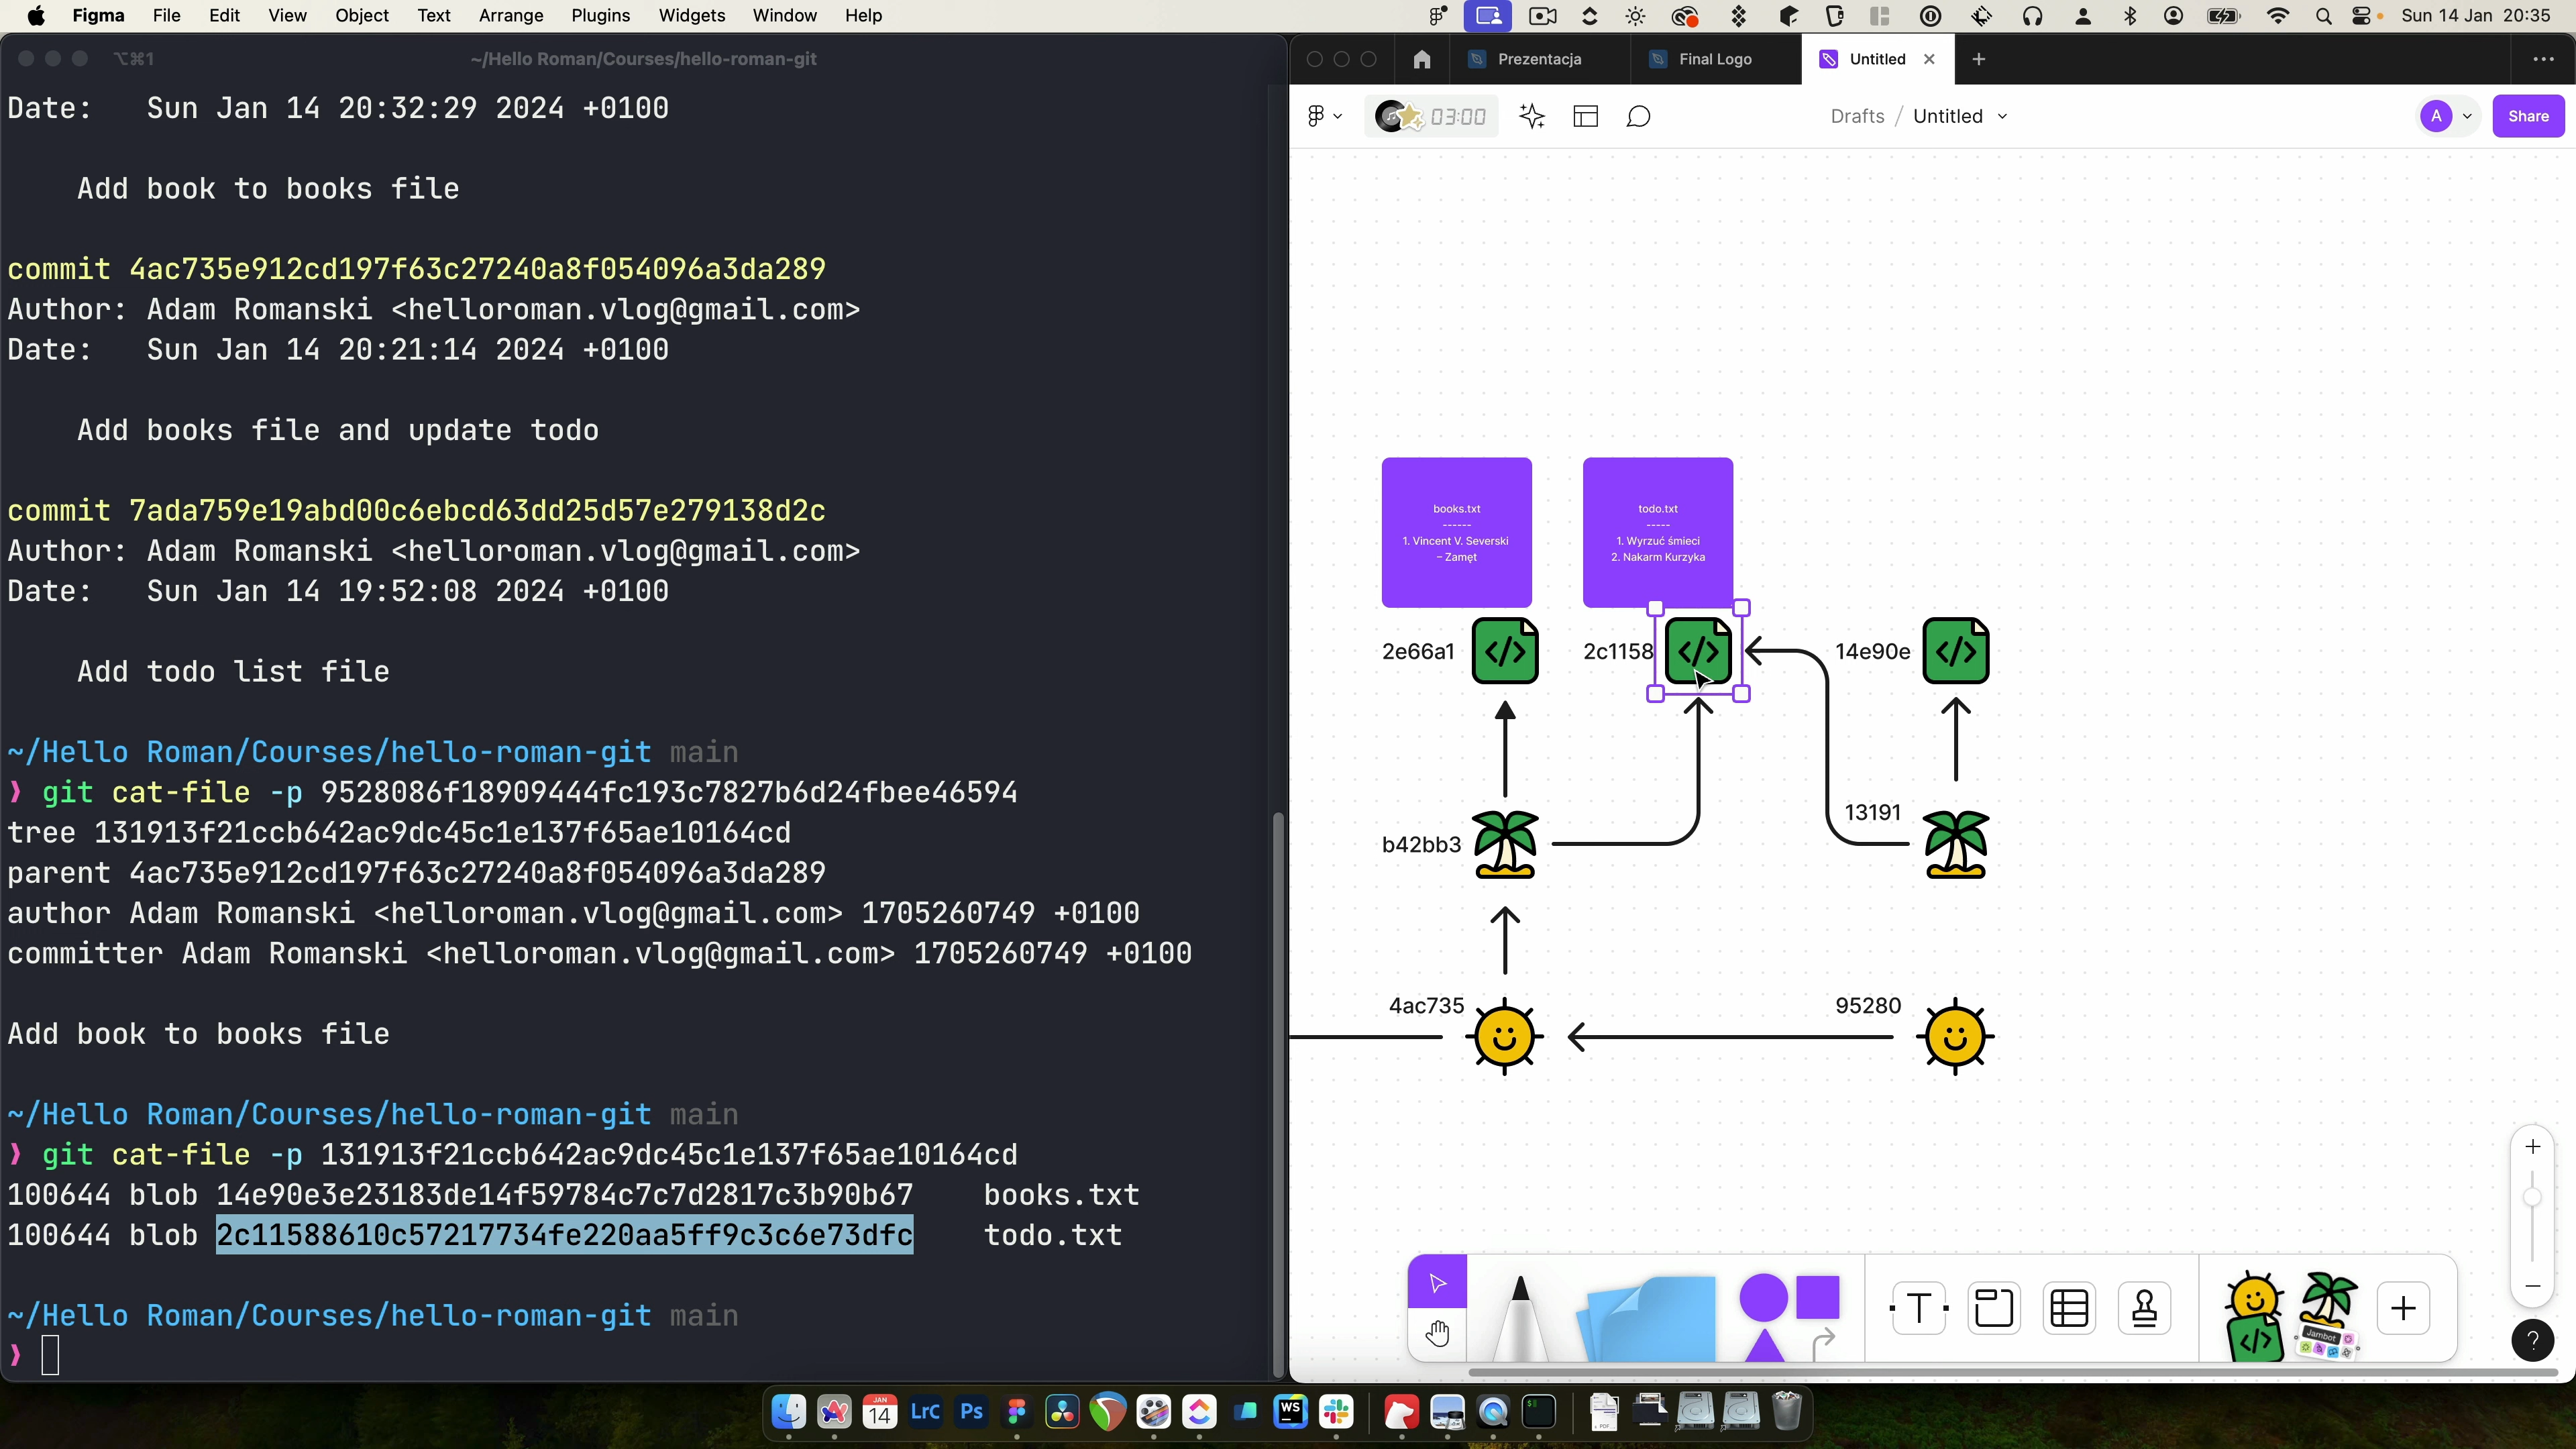 Figma File Edit View Object Text Arrange Plugins Widgets Window Help
Sun 14 Jan 20:35
⌥⌘1
~/Hello Roman/Courses/hello-roman-git
Date:   Sun Jan 14 20:32:29 2024 +0100
Add book to books file
commit 4ac735e912cd197f63c27240a8f054096a3da289
Author: Adam Romanski <helloroman.vlog@gmail.com>
Date:   Sun Jan 14 20:21:14 2024 +0100
Add books file and update todo
commit 7ada759e19abd00c6ebcd63dd25d57e279138d2c
Author: Adam Romanski <helloroman.vlog@gmail.com>
Date:   Sun Jan 14 19:52:08 2024 +0100
Add todo list file
~/Hello Roman/Courses/hello-roman-git main
❯ git cat-file -p 9528086f18909444fc193c7827b6d24fbee46594
tree 131913f21ccb642ac9dc45c1e137f65ae10164cd
parent 4ac735e912cd197f63c27240a8f054096a3da289
author Adam Romanski <helloroman.vlog@gmail.com> 1705260749 +0100
committer Adam Romanski <helloroman.vlog@gmail.com> 1705260749 +0100
Add book to books file
~/Hello Roman/Courses/hello-roman-git main
❯ git cat-file -p 131913f21ccb642ac9dc45c1e137f65ae10164cd
100644 blob 14e90e3e23183de14f59784c7c7d2817c3b90b67    books.txt
100644 blob 2c11588610c57217734fe220aa5ff9c3c6e73dfc    todo.txt
~/Hello Roman/Courses/hello-roman-git main
❯
Prezentacja
Final Logo
Untitled
03:00
Drafts / Untitled
A
Share
books.txt
------
1. Vincent V. Severski
– Zamęt
todo.txt
-----
1. Wyrzuć śmieci
2. Nakarm Kurzyka
2e66a1
2c1158
14e90e
b42bb3
13191
4ac735
95280
T
Jambot
?
JAN
14
LrC
Ps
WS
PDF